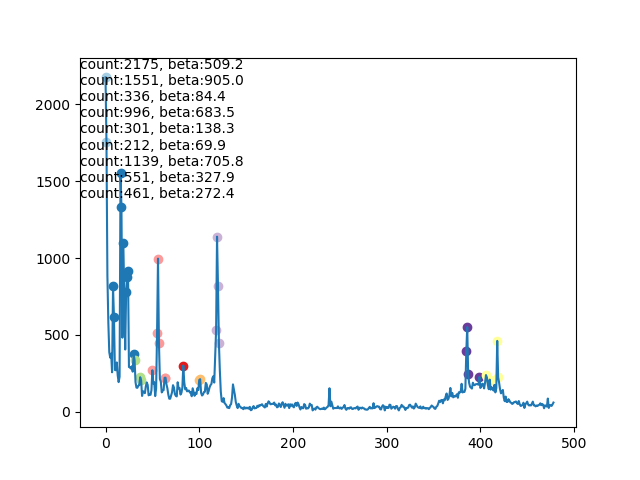 count:2175, beta:509.2
count:1551, beta:905.0
count:336, beta:84.4
count:996, beta:683.5
count:301, beta:138.3
count:212, beta:69.9
count:1139, beta:705.8
count:551, beta:327.9
count:461, beta:272.4
2000
1500
1000
500
0
0 100 200 300 400 500